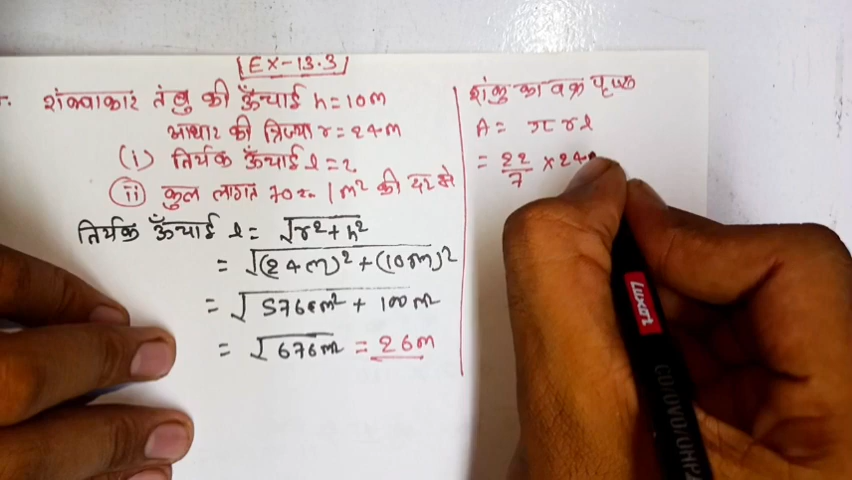 Ex-13.3
शंक्वाकार तंबु की ऊँचाई h=10m
आधार की त्रिज्या r=24m
(i) तिर्यक ऊँचाई l=?
(ii) कुल लागत 70रू 1m² की दर से
तिर्यक ऊँचाई l= √r²+h²
= √(24m)²+(10m)²
= √576m² + 100m²
= √676m² = 26m
शंकु का वक्र पृष्ठ
A= πrl
= 22/7 ×24
Luxor